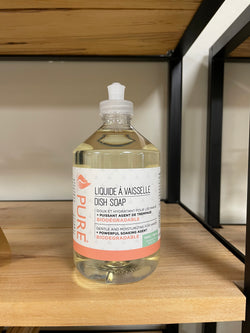 PURE
LIQUIDE À VAISSELLE
DISH SOAP
DOUX ET HYDRATANT POUR LES MAINS
+ PUISSANT AGENT DE TREMPAGE
BIODÉGRADABLE
GENTLE AND MOISTURIZING FOR HANDS
+ POWERFUL SOAKING AGENT
BIODEGRADABLE